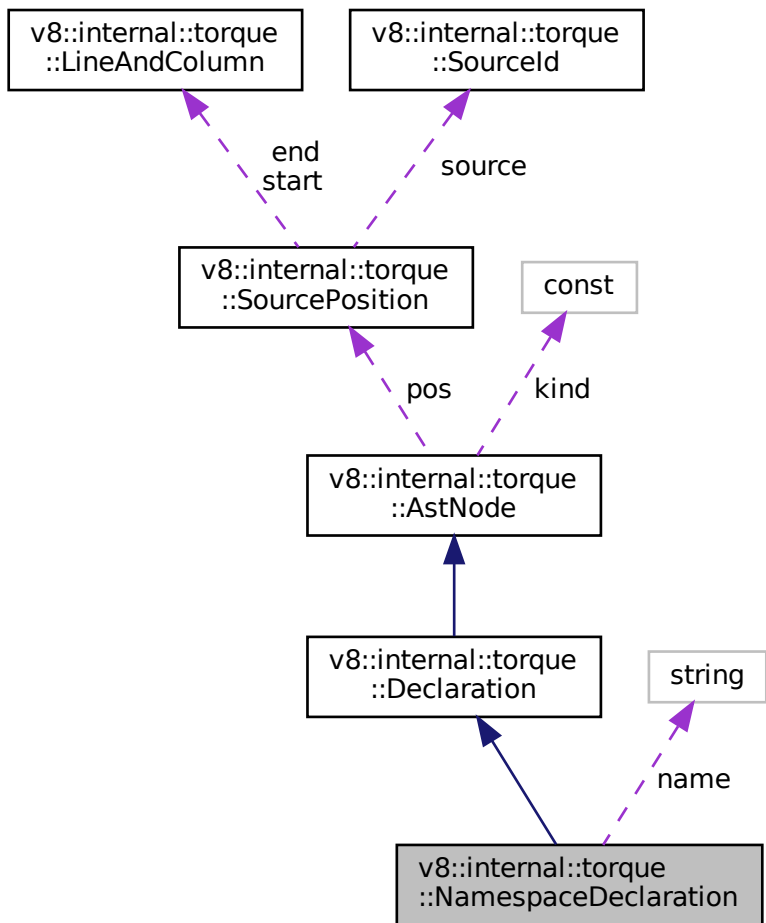 v8::internal::torque
::LineAndColumn
v8::internal::torque
::SourceId
end
start
source
v8::internal::torque
::SourcePosition
const
pos
kind
v8::internal::torque
::AstNode
v8::internal::torque
::Declaration
string
name
v8::internal::torque
::NamespaceDeclaration